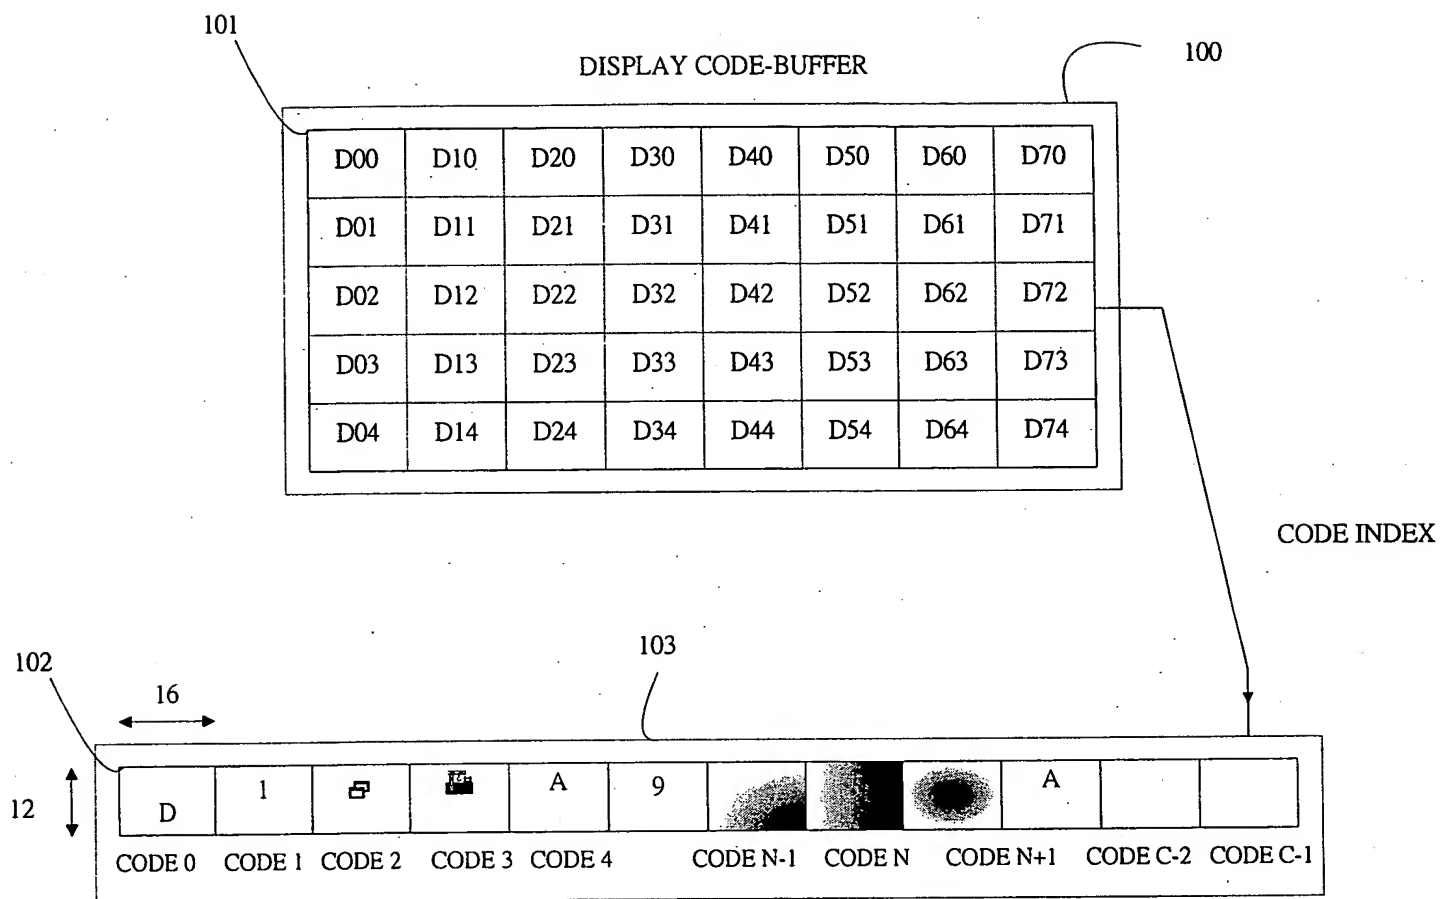 101
DISPLAY CODE-BUFFER
100
D00 D10 D20 D30 D40 D50 D60 D70
D01 D11 D21 D31 D41 D51 D61 D71
D02 D12 D22 D32 D42 D52 D62 D72
D03 D13 D23 D33 D43 D53 D63 D73
D04 D14 D24 D34 D44 D54 D64 D74
CODE INDEX
102
103
16
12
D 1 A 9 A
CODE 0 CODE 1 CODE 2 CODE 3 CODE 4 CODE N-1 CODE N CODE N+1 CODE C-2 CODE C-1